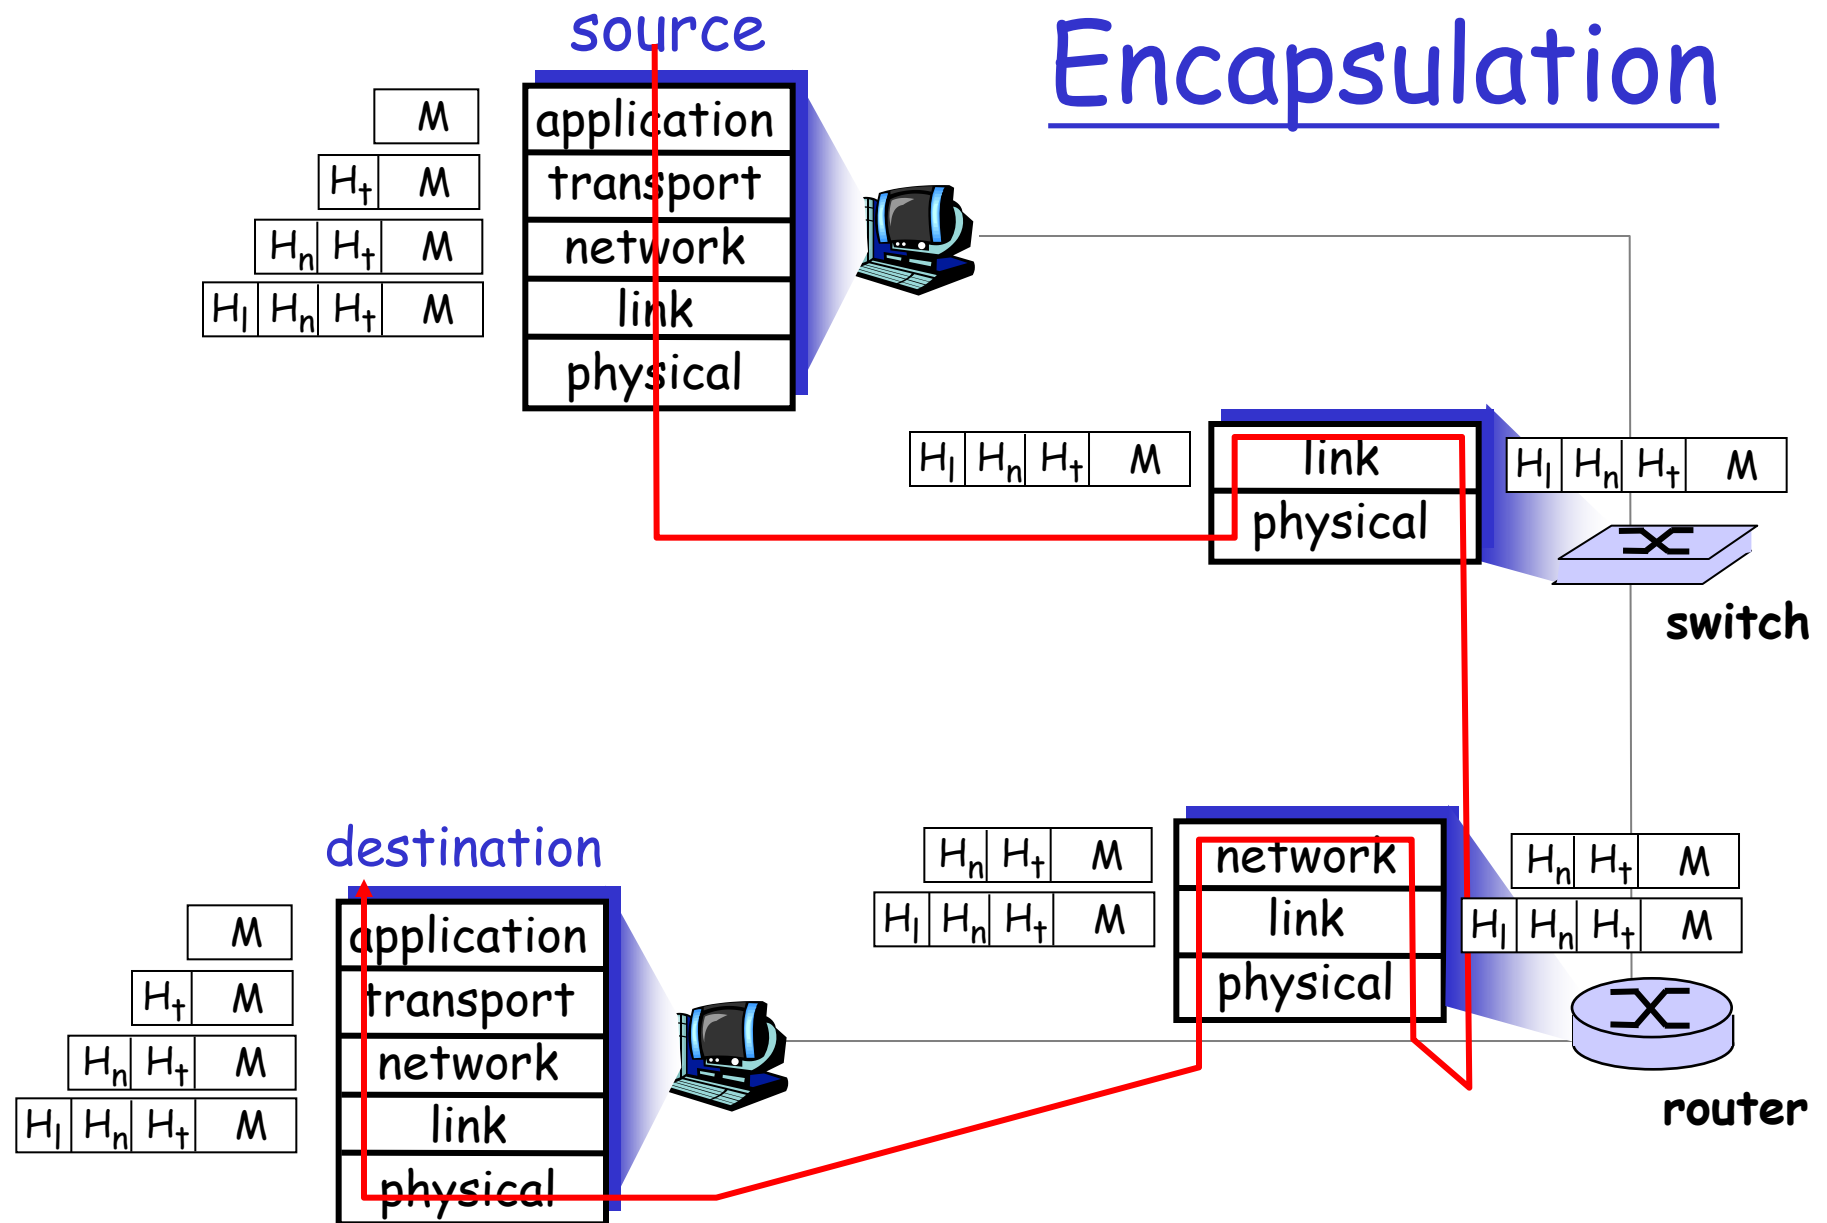 source
Encapsulation
M
application
Ht M
transport
Hn Ht M
network
Hl Hn Ht M
link
physical
Hl Hn Ht M
link
Hl Hn Ht M
physical
switch
destination
Hn Ht M
network
Hn Ht M
Hl Hn Ht M
link
Hl Hn Ht M
physical
router
M
application
Ht M
transport
Hn Ht M
network
Hl Hn Ht M
link
physical